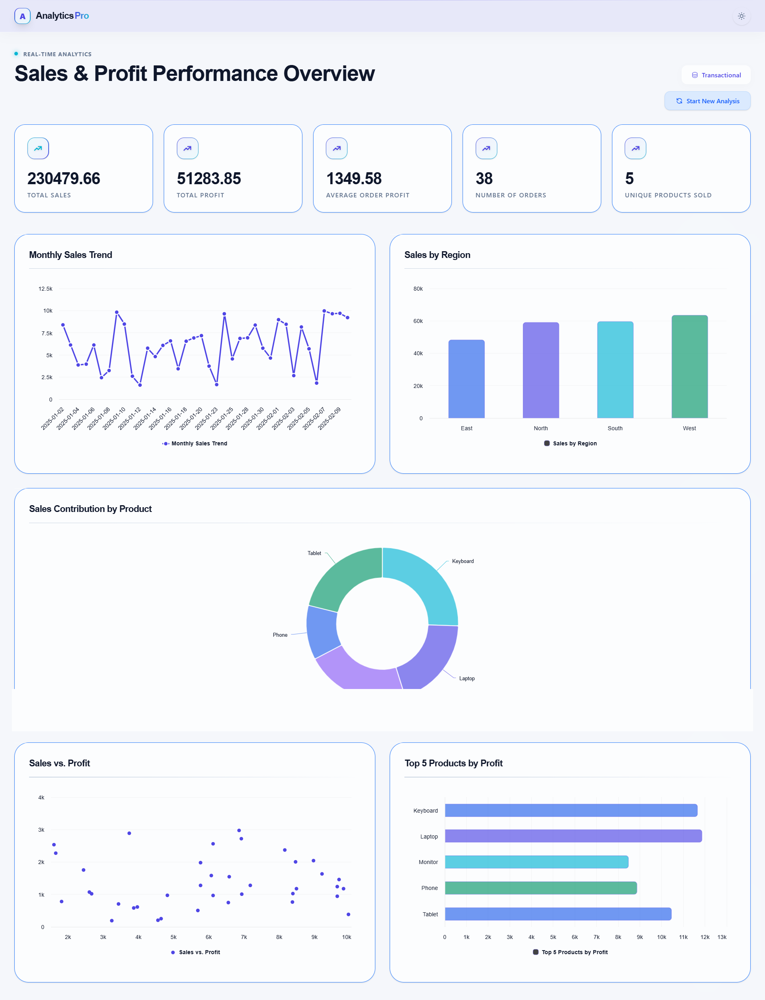 A AnalyticsPro
REAL-TIME ANALYTICS
Sales & Profit Performance Overview
Transactional
Start New Analysis
230479.66
TOTAL SALES
51283.85
TOTAL PROFIT
1349.58
AVERAGE ORDER PROFIT
38
NUMBER OF ORDERS
5
UNIQUE PRODUCTS SOLD
Monthly Sales Trend
12.5k
10k
7.5k
5k
2.5k
0
2025-01-02
2025-01-04
2025-01-06
2025-01-08
2025-01-10
2025-01-12
2025-01-14
2025-01-16
2025-01-18
2025-01-20
2025-01-23
2025-01-25
2025-01-28
2025-01-30
2025-02-01
2025-02-03
2025-02-05
2025-02-07
2025-02-09
Monthly Sales Trend
Sales by Region
80k
60k
40k
20k
0
East North South West
Sales by Region
Sales Contribution by Product
Tablet
Keyboard
Phone
Laptop
Sales vs. Profit
4k
3k
2k
1k
0
2k 3k 4k 5k 6k 7k 8k 9k 10k
Sales vs. Profit
Top 5 Products by Profit
Keyboard
Laptop
Monitor
Phone
Tablet
0 1k 2k 3k 4k 5k 6k 7k 8k 9k 10k 11k 12k 13k
Top 5 Products by Profit